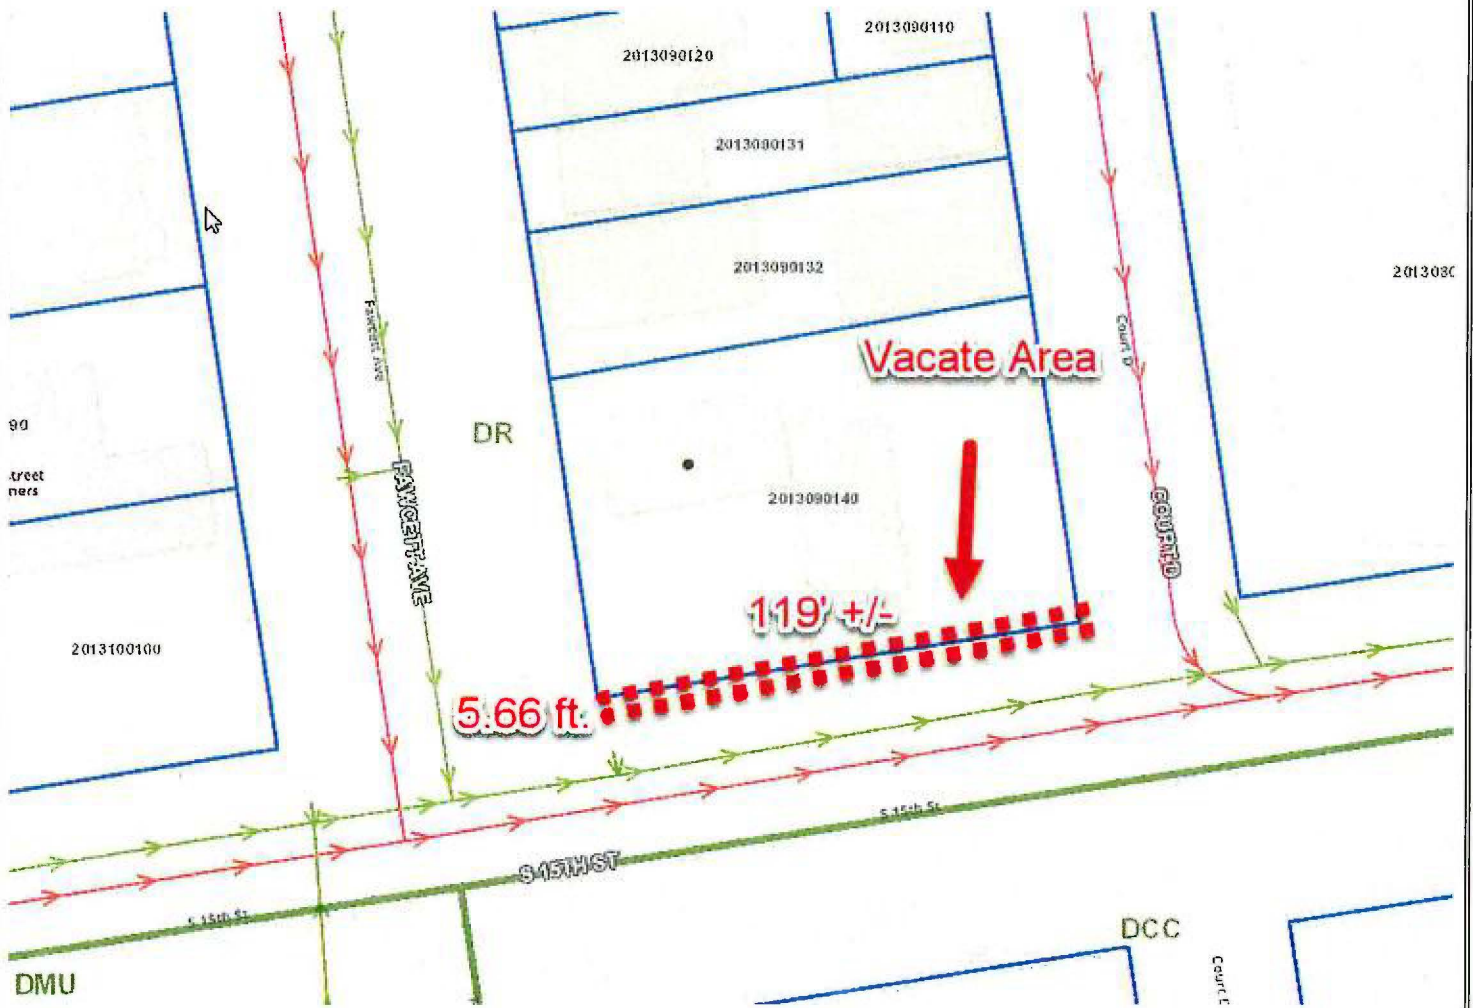 2013090110
2013090120
2013090131
2013090132
201303
Fawcett Ave
Court D
Vacate Area
90
DR
treet
ners
2013090140
FAWCETT AVE
COURT D
119' +/-
2013100100
5.66 ft.
S 15th St
S 15TH ST
S 15th St
DCC
Court
DMU